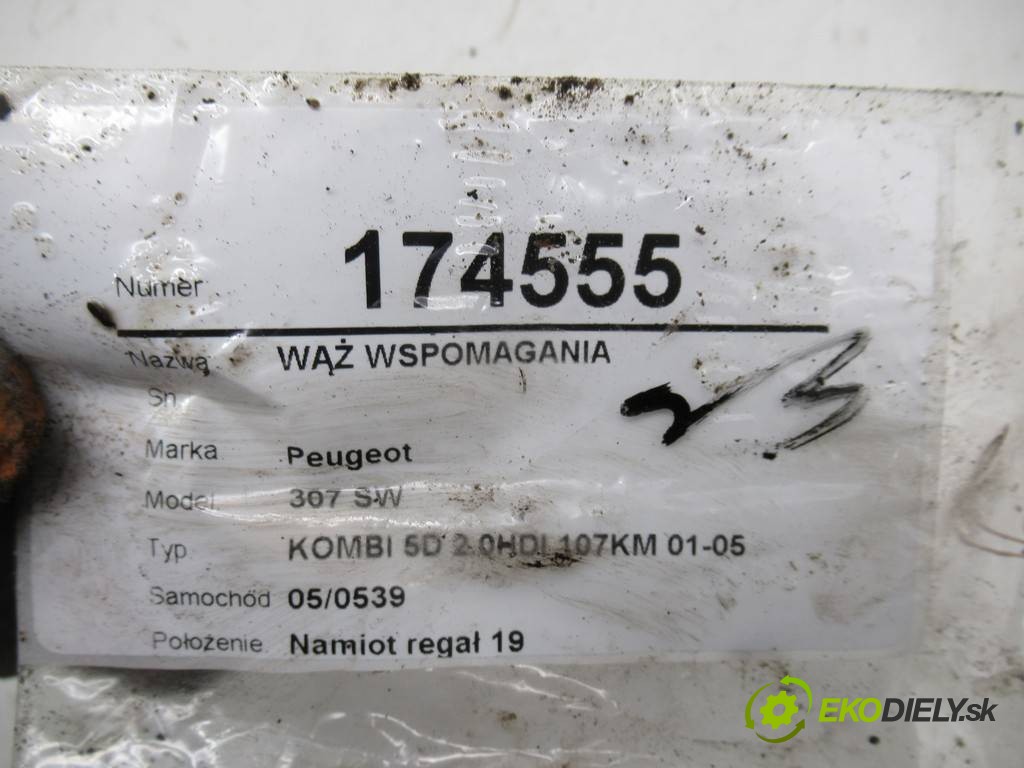 Numer 174555
Nazwa WĄŻ WSPOMAGANIA
Sn
Marka Peugeot
Model 307 SW
Typ KOMBI 5D 2.0HDI 107KM 01-05
Samochód 05/0539
Położenie Namiot regał 19
EKODIELY.sk